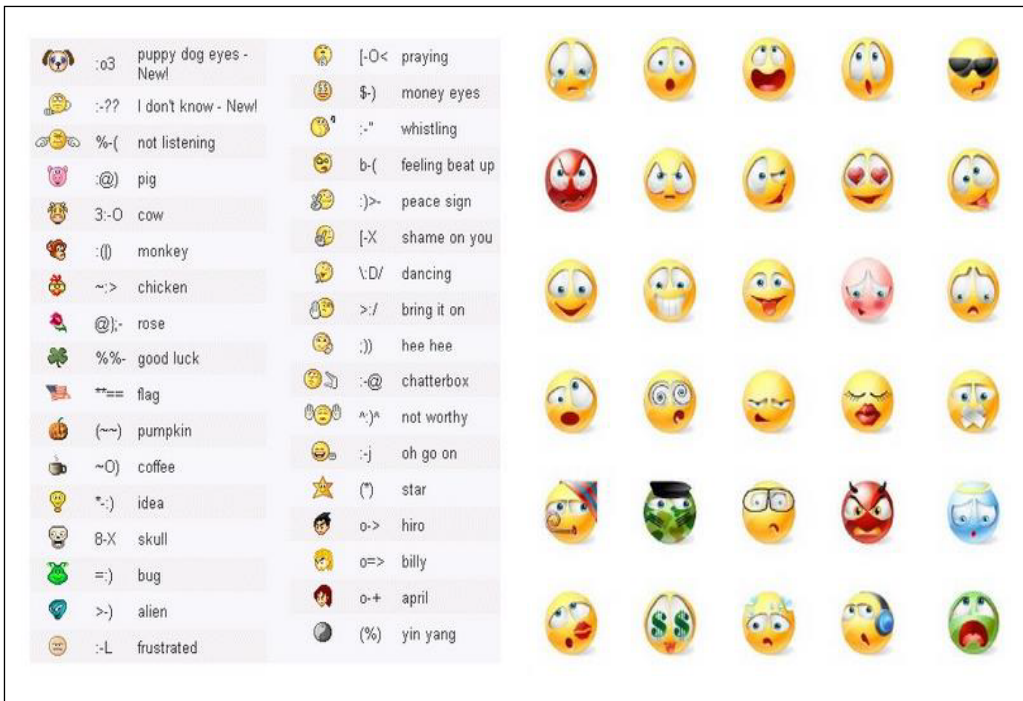 :o3 puppy dog eyes -
New!
:-?? I don't know - New!
%-( not listening
:@) pig
3:-O cow
:(|) monkey
~:> chicken
@};- rose
%%- good luck
**== flag
(~~) pumpkin
~O) coffee
*-:) idea
8-X skull
=:) bug
>-) alien
:-L frustrated
[-O< praying
$-) money eyes
:-" whistling
b-( feeling beat up
:)>- peace sign
[-X shame on you
\:D/ dancing
>:/ bring it on
;)) hee hee
:-@ chatterbox
^:)^ not worthy
:-j oh go on
(*) star
o-> hiro
o=> billy
o-+ april
(%) yin yang